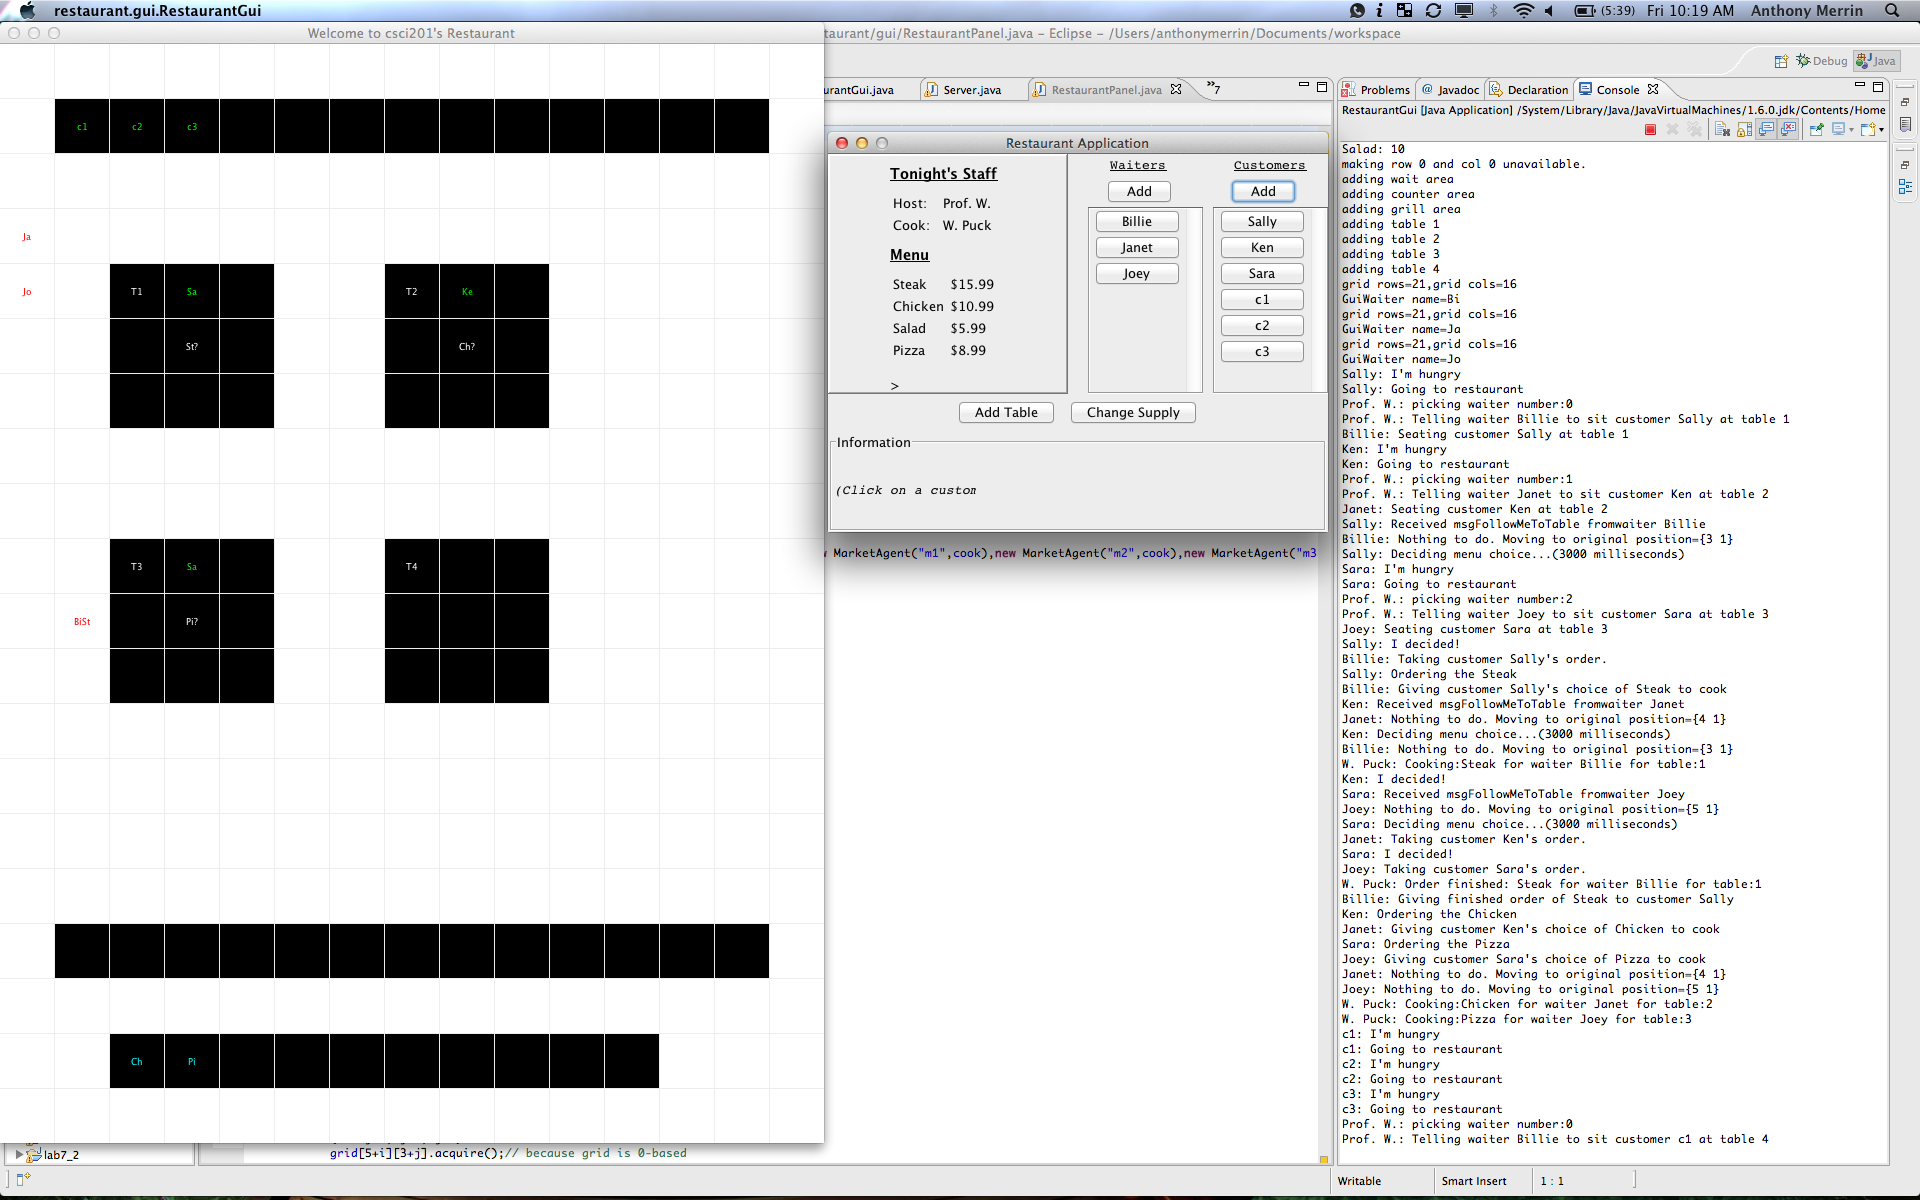 restaurant.gui.RestaurantGui
(5:39) Fri 10:19 AM Anthony Merrin
Welcome to csci201's Restaurant
c1 c2 c3
Ja
Jo
T1 Sa T2 Ke
St? Ch?
T3 Sa T4
BiSt Pi?
Ch Pi
taurant/gui/RestaurantPanel.java – Eclipse – /Users/anthonymerrin/Documents/workspace
Debug Java
urantGui.java Server.java RestaurantPanel.java »7
Restaurant Application
Tonight's Staff
Host: Prof. W.
Cook: W. Puck
Menu
Steak $15.99
Chicken $10.99
Salad $5.99
Pizza $8.99
>
Waiters
Add
Billie
Janet
Joey
Customers
Add
Sally
Ken
Sara
c1
c2
c3
Add Table Change Supply
Information
(Click on a custom
MarketAgent("m1",cook),new MarketAgent("m2",cook),new MarketAgent("m3
lab7_2
grid[5+i][3+j].acquire();// because grid is 0-based
Problems @ Javadoc Declaration Console
RestaurantGui [Java Application] /System/Library/Java/JavaVirtualMachines/1.6.0.jdk/Contents/Home
Salad: 10
making row 0 and col 0 unavailable.
adding wait area
adding counter area
adding grill area
adding table 1
adding table 2
adding table 3
adding table 4
grid rows=21,grid cols=16
GuiWaiter name=Bi
grid rows=21,grid cols=16
GuiWaiter name=Ja
grid rows=21,grid cols=16
GuiWaiter name=Jo
Sally: I'm hungry
Sally: Going to restaurant
Prof. W.: picking waiter number:0
Prof. W.: Telling waiter Billie to sit customer Sally at table 1
Billie: Seating customer Sally at table 1
Ken: I'm hungry
Ken: Going to restaurant
Prof. W.: picking waiter number:1
Prof. W.: Telling waiter Janet to sit customer Ken at table 2
Janet: Seating customer Ken at table 2
Sally: Received msgFollowMeToTable fromwaiter Billie
Billie: Nothing to do. Moving to original position={3 1}
Sally: Deciding menu choice...(3000 milliseconds)
Sara: I'm hungry
Sara: Going to restaurant
Prof. W.: picking waiter number:2
Prof. W.: Telling waiter Joey to sit customer Sara at table 3
Joey: Seating customer Sara at table 3
Sally: I decided!
Billie: Taking customer Sally's order.
Sally: Ordering the Steak
Billie: Giving customer Sally's choice of Steak to cook
Ken: Received msgFollowMeToTable fromwaiter Janet
Janet: Nothing to do. Moving to original position={4 1}
Ken: Deciding menu choice...(3000 milliseconds)
Billie: Nothing to do. Moving to original position={3 1}
W. Puck: Cooking:Steak for waiter Billie for table:1
Ken: I decided!
Sara: Received msgFollowMeToTable fromwaiter Joey
Joey: Nothing to do. Moving to original position={5 1}
Sara: Deciding menu choice...(3000 milliseconds)
Janet: Taking customer Ken's order.
Sara: I decided!
Joey: Taking customer Sara's order.
W. Puck: Order finished: Steak for waiter Billie for table:1
Billie: Giving finished order of Steak to customer Sally
Ken: Ordering the Chicken
Janet: Giving customer Ken's choice of Chicken to cook
Sara: Ordering the Pizza
Joey: Giving customer Sara's choice of Pizza to cook
Janet: Nothing to do. Moving to original position={4 1}
Joey: Nothing to do. Moving to original position={5 1}
W. Puck: Cooking:Chicken for waiter Janet for table:2
W. Puck: Cooking:Pizza for waiter Joey for table:3
c1: I'm hungry
c1: Going to restaurant
c2: I'm hungry
c2: Going to restaurant
c3: I'm hungry
c3: Going to restaurant
Prof. W.: picking waiter number:0
Prof. W.: Telling waiter Billie to sit customer c1 at table 4
Writable Smart Insert 1 : 1